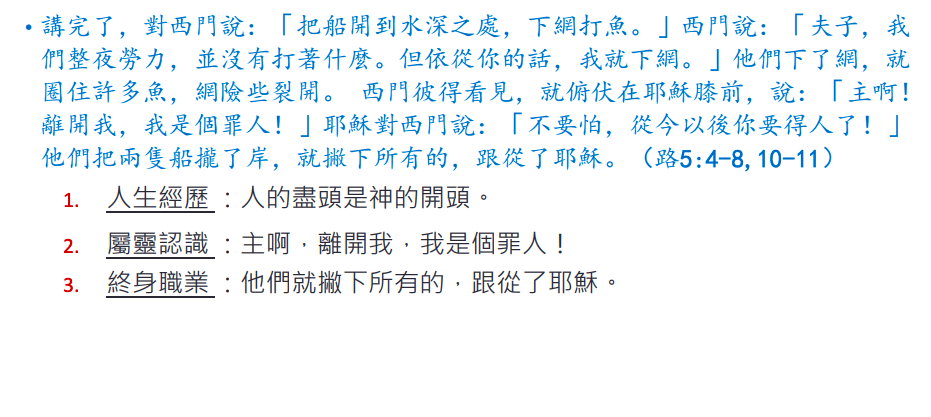 • 講完了，對西門說：「把船開到水深之處，下網打魚。」西門說：「夫子，我
們整夜勞力，並沒有打著什麼。但依從你的話，我就下網。」他們下了網，就
圈住許多魚，網險些裂開。 西門彼得看見，就俯伏在耶穌膝前，說：「主啊！
離開我，我是個罪人！」耶穌對西門說：「不要怕，從今以後你要得人了！」
他們把兩隻船攏了岸，就撇下所有的，跟從了耶穌。（路5:4-8,10-11）
1. 人生經歷：人的盡頭是神的開頭。
2. 屬靈認識：主啊，離開我，我是個罪人！
3. 終身職業：他們就撇下所有的，跟從了耶穌。